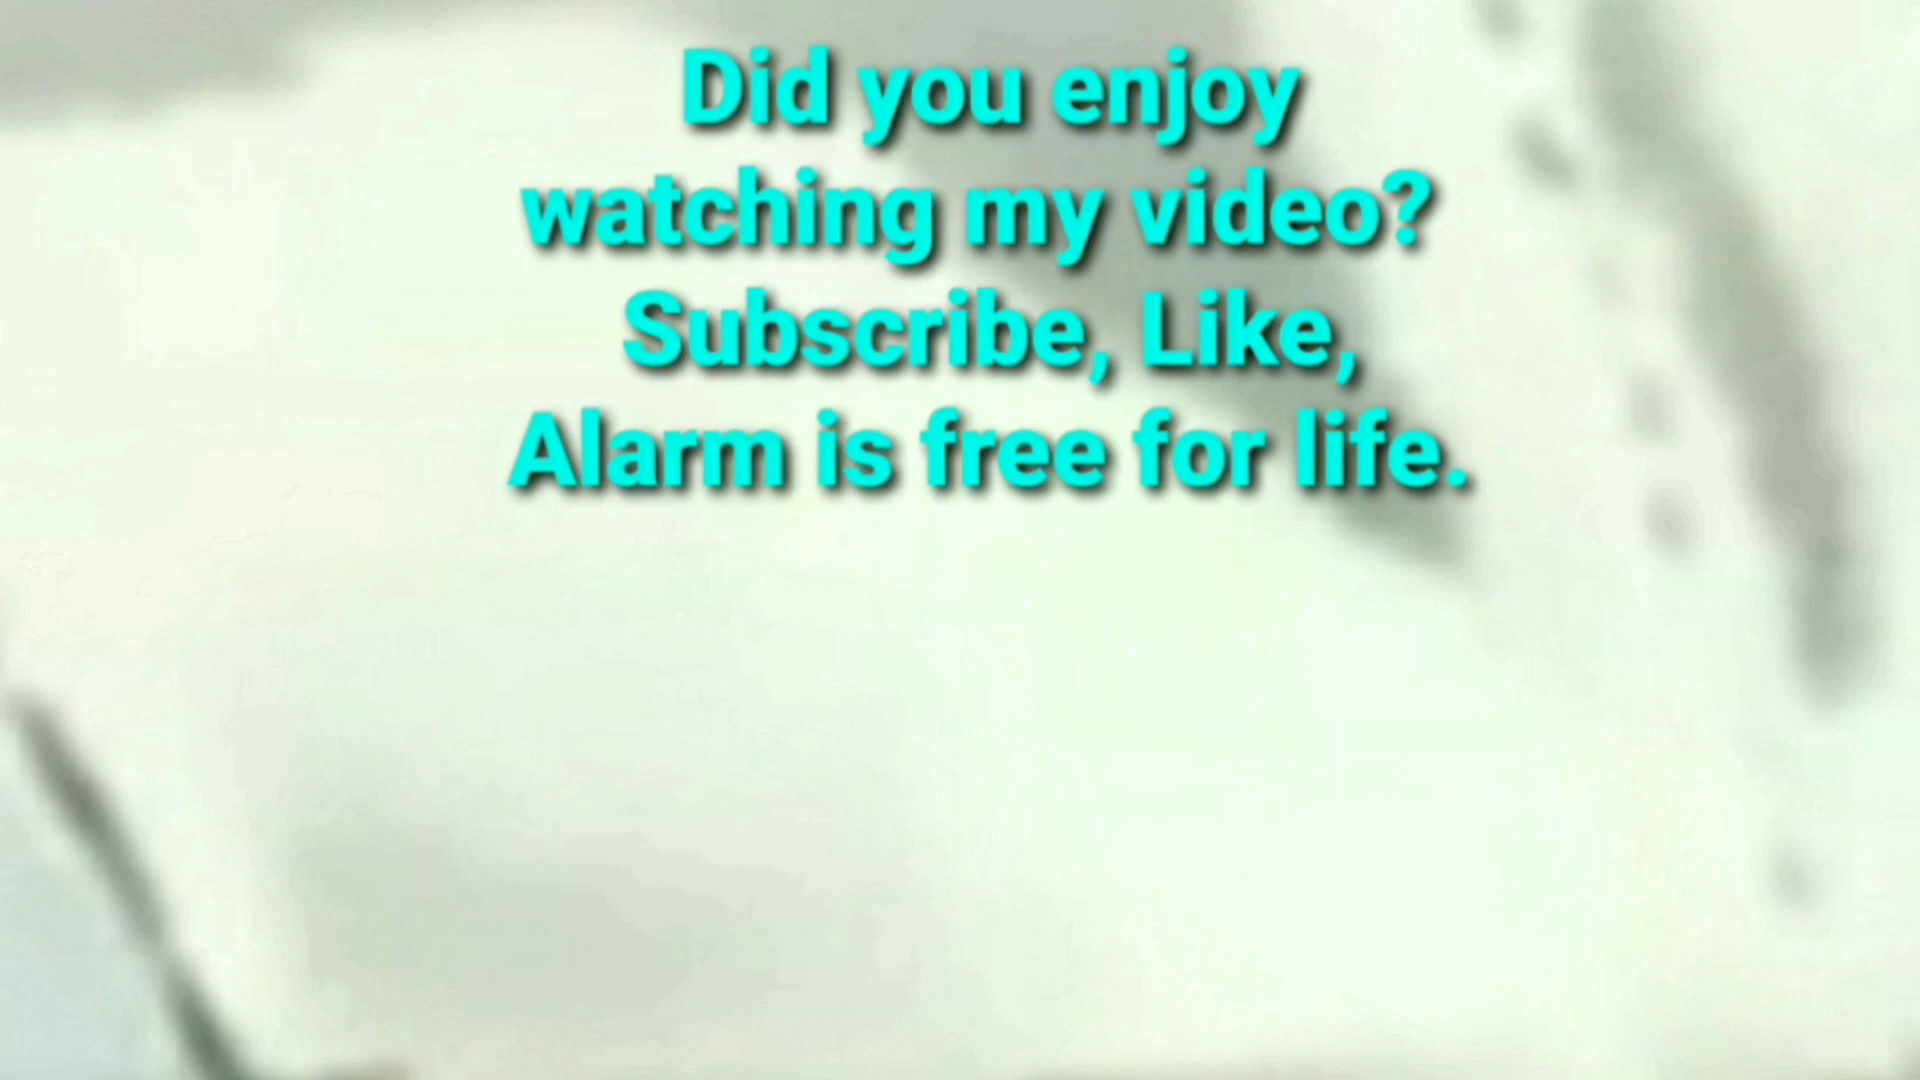 Did you enjoy
watching my video?
Subscribe, Like,
Alarm is free for life.